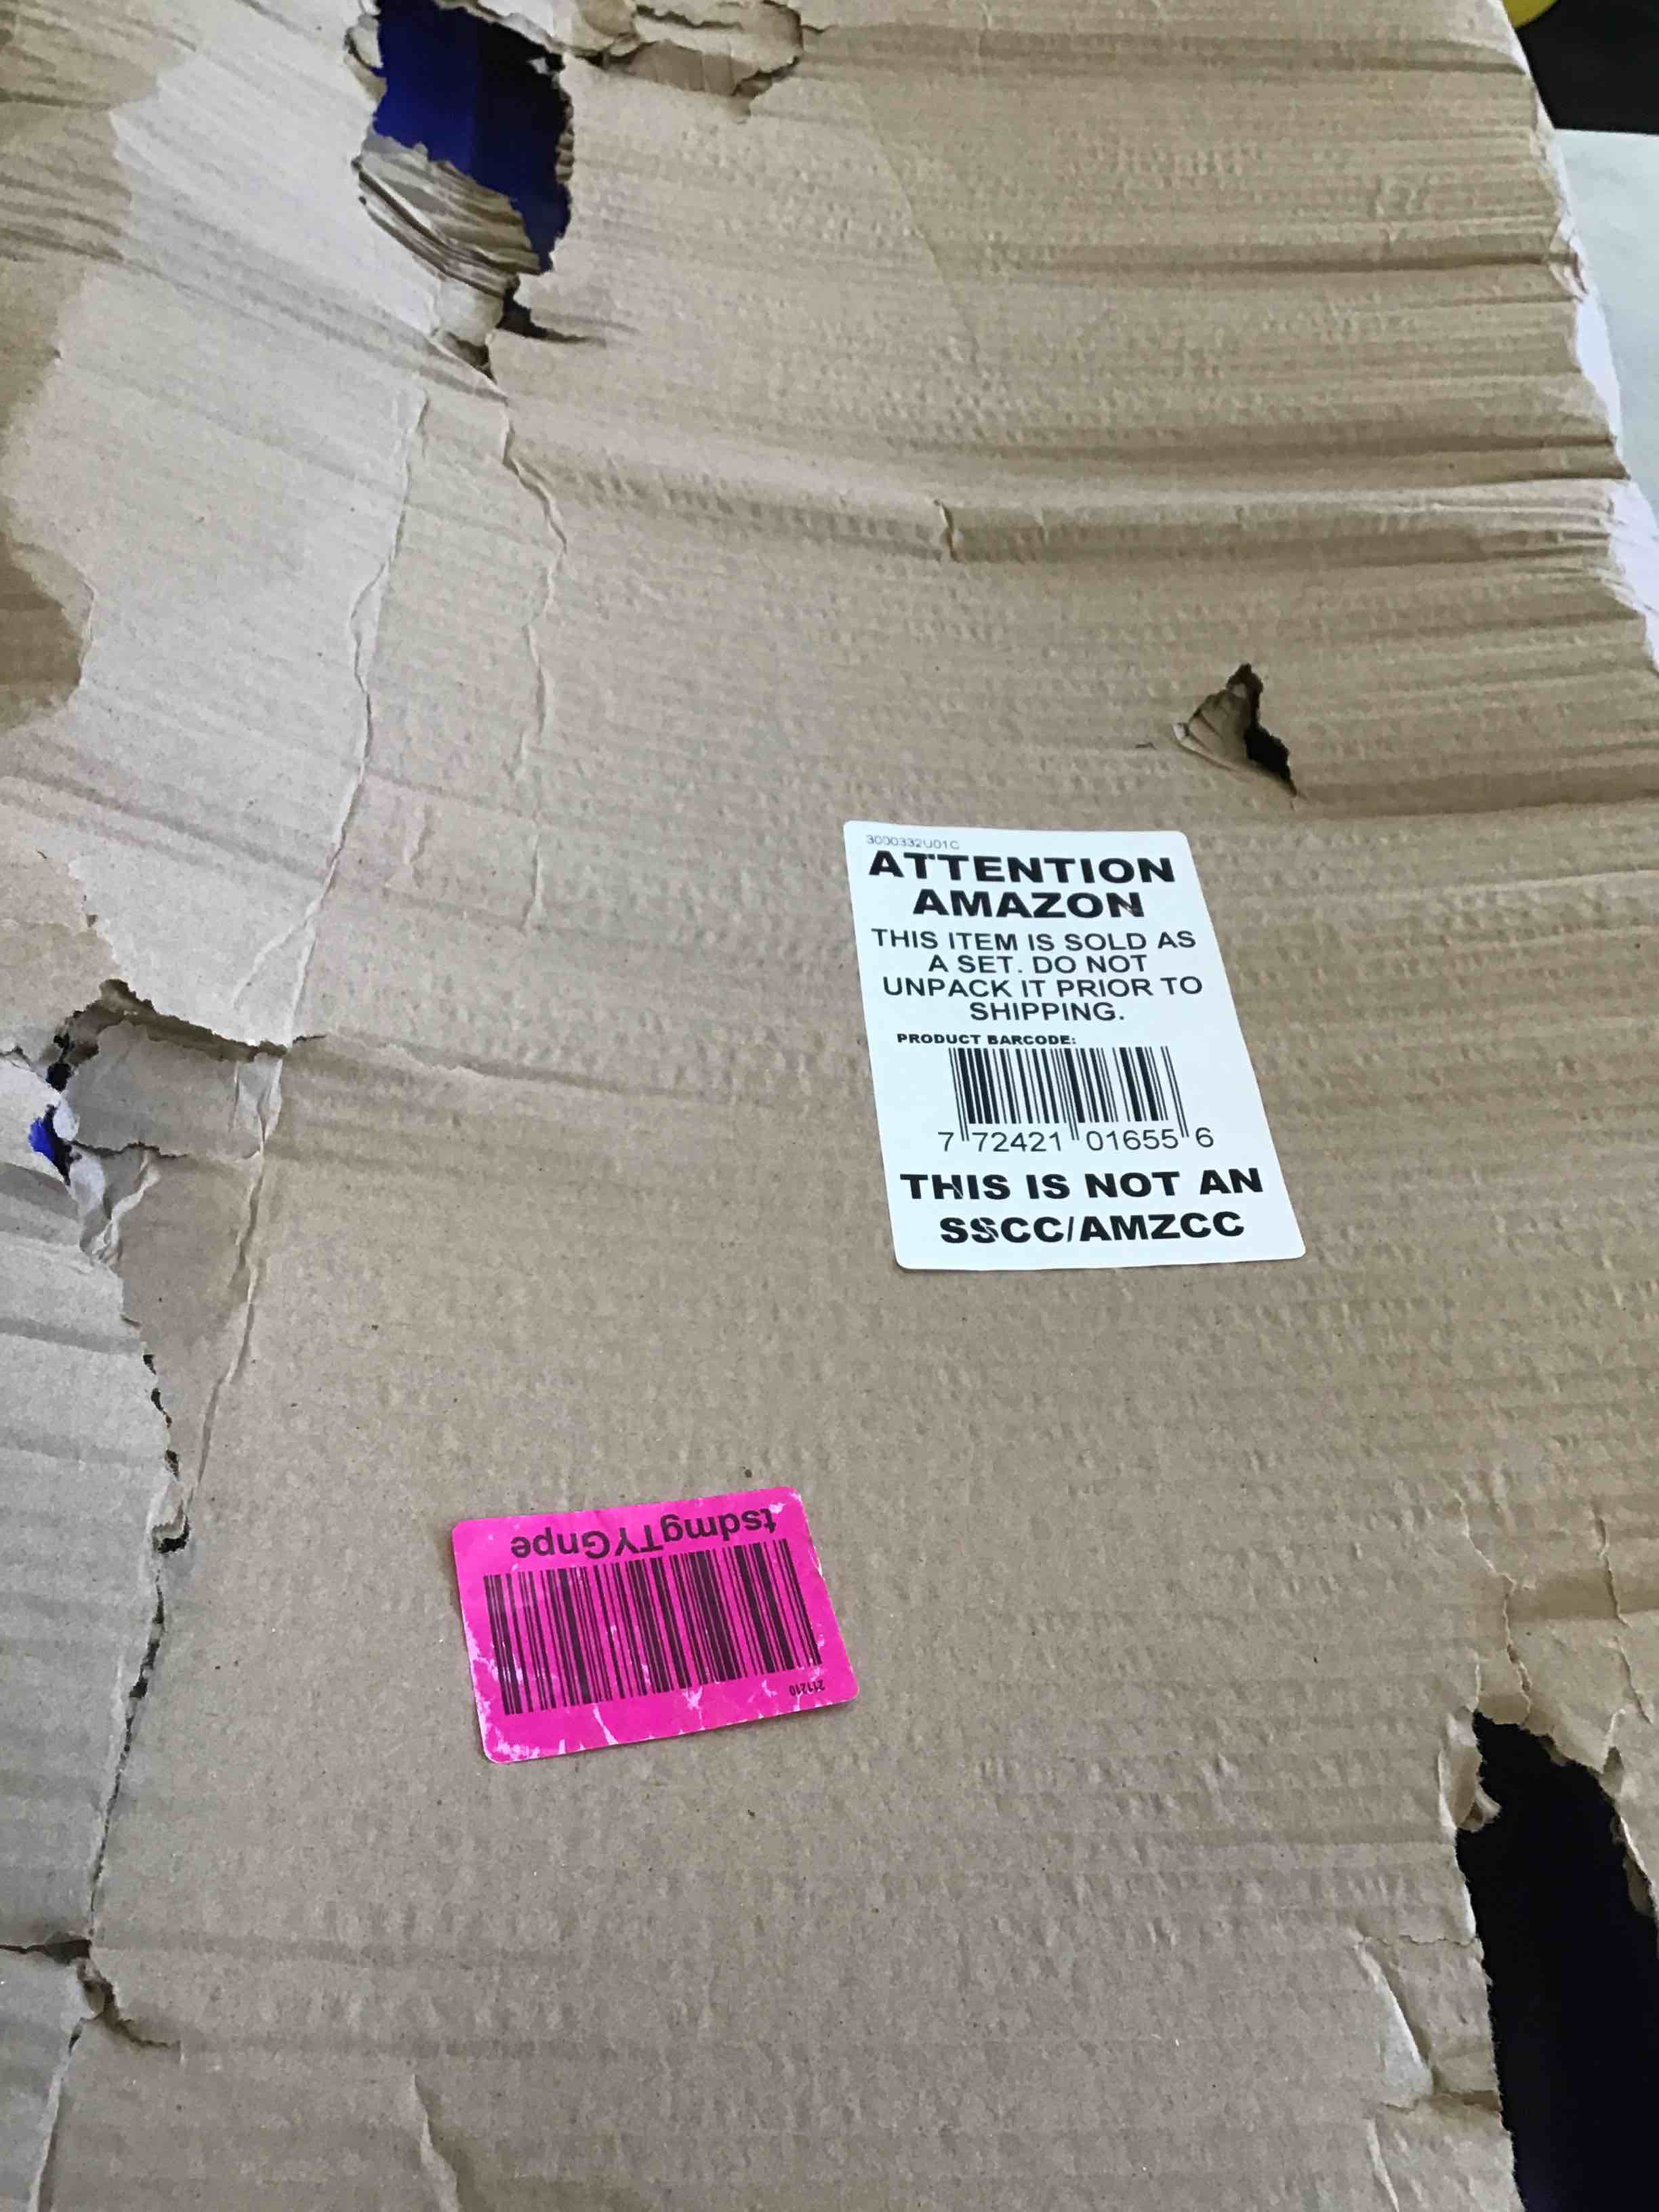 3000332U01C
ATTENTION
AMAZON
THIS ITEM IS SOLD AS
A SET. DO NOT
UNPACK IT PRIOR TO
SHIPPING.
PRODUCT BARCODE:
7 72421 01655 6
THIS IS NOT AN
SSCC/AMZCC
tsdmgTYGnpe
211210